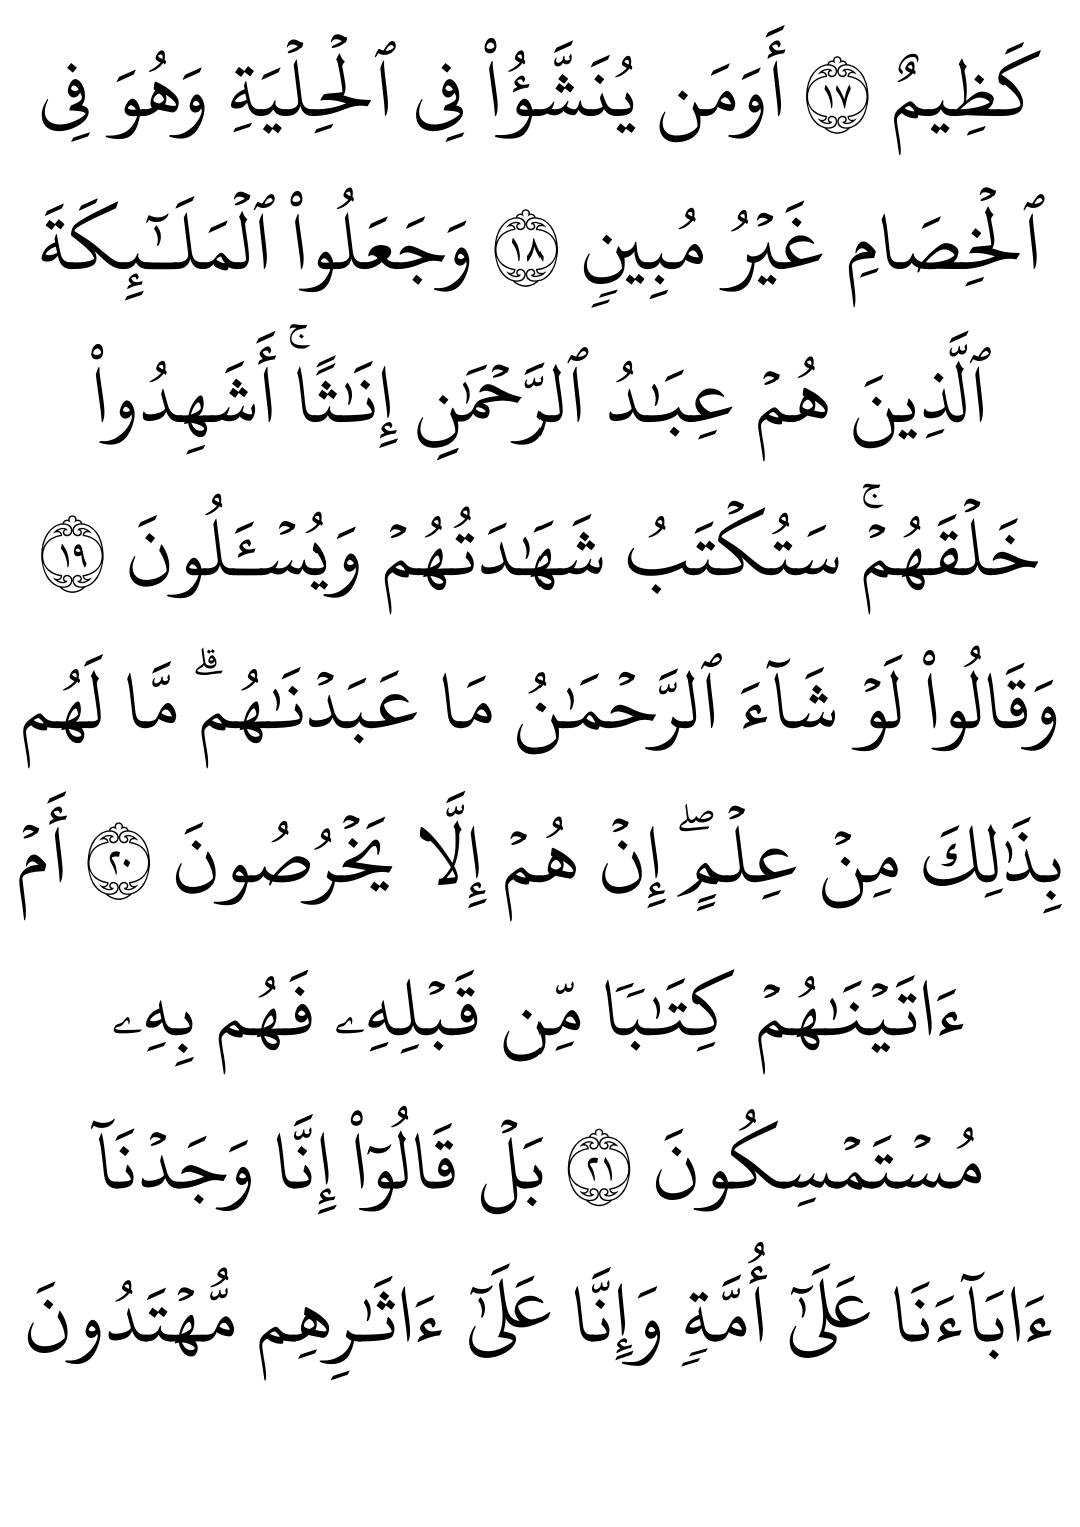 كَظِيمٌ ١٧ أَوَمَن يُنَشَّؤُا۟ فِى ٱلْحِلْيَةِ وَهُوَ فِى
ٱلْخِصَامِ غَيْرُ مُبِينٍ ١٨ وَجَعَلُوا۟ ٱلْمَلَـٰٓئِكَةَ
ٱلَّذِينَ هُمْ عِبَـٰدُ ٱلرَّحْمَـٰنِ إِنَـٰثًا ۚ أَشَهِدُوا۟
خَلْقَهُمْ ۚ سَتُكْتَبُ شَهَـٰدَتُهُمْ وَيُسْـَٔلُونَ ١٩
وَقَالُوا۟ لَوْ شَآءَ ٱلرَّحْمَـٰنُ مَا عَبَدْنَـٰهُم ۗ مَّا لَهُم
بِذَٰلِكَ مِنْ عِلْمٍ ۖ إِنْ هُمْ إِلَّا يَخْرُصُونَ ٢٠ أَمْ
ءَاتَيْنَـٰهُمْ كِتَـٰبًا مِّن قَبْلِهِۦ فَهُم بِهِۦ
مُسْتَمْسِكُونَ ٢١ بَلْ قَالُوٓا۟ إِنَّا وَجَدْنَآ
ءَابَآءَنَا عَلَىٰٓ أُمَّةٍ وَإِنَّا عَلَىٰٓ ءَاثَـٰرِهِم مُّهْتَدُونَ